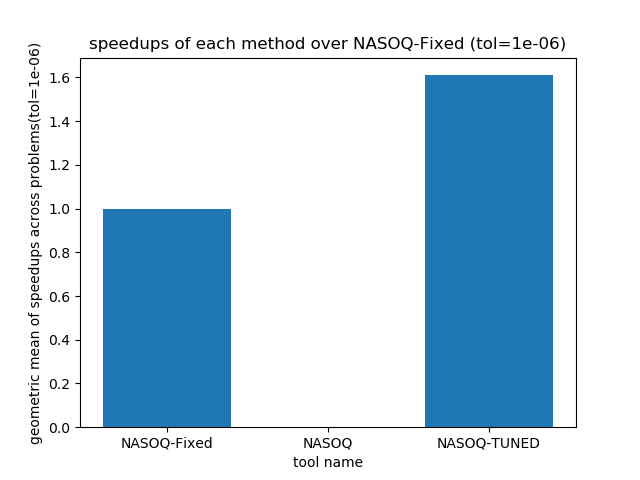 speedups of each method over NASOQ-Fixed (tol=1e-06)
geometric mean of speedups across problems(tol=1e-06)
1.6
1.4
1.2
1.0
0.8
0.6
0.4
0.2
0.0
NASOQ-Fixed NASOQ NASOQ-TUNED
tool name